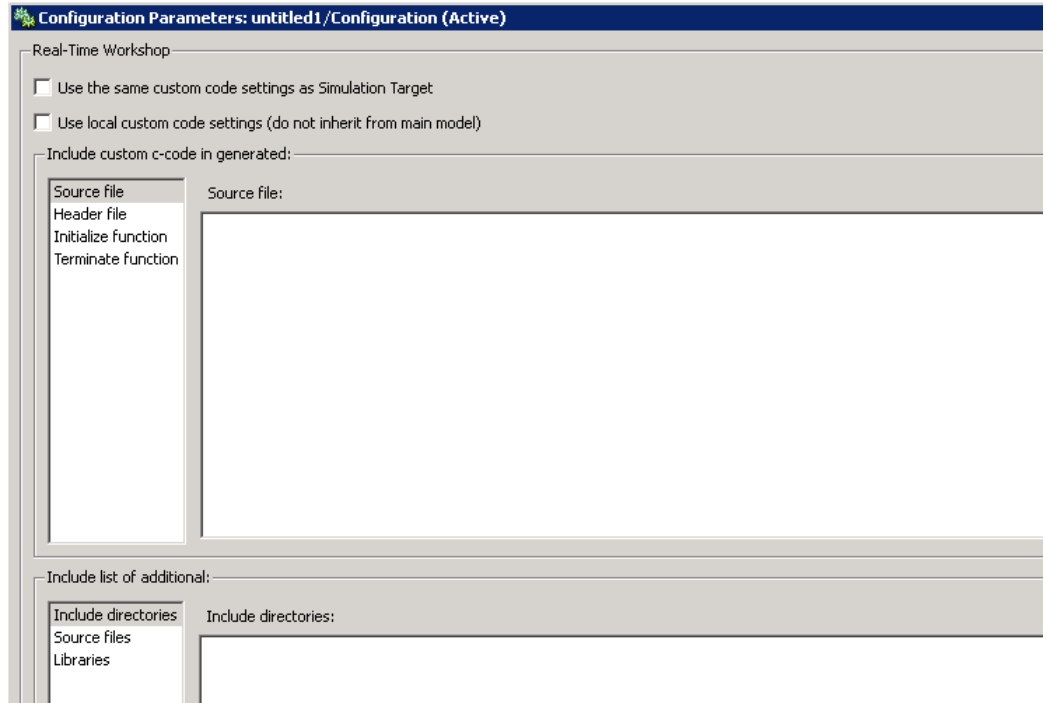 Configuration Parameters: untitled1/Configuration (Active)
Real-Time Workshop
Use the same custom code settings as Simulation Target
Use local custom code settings (do not inherit from main model)
Include custom c-code in generated:
Source file
Source file:
Header file
Initialize function
Terminate function
Include list of additional:
Include directories
Include directories:
Source files
Libraries